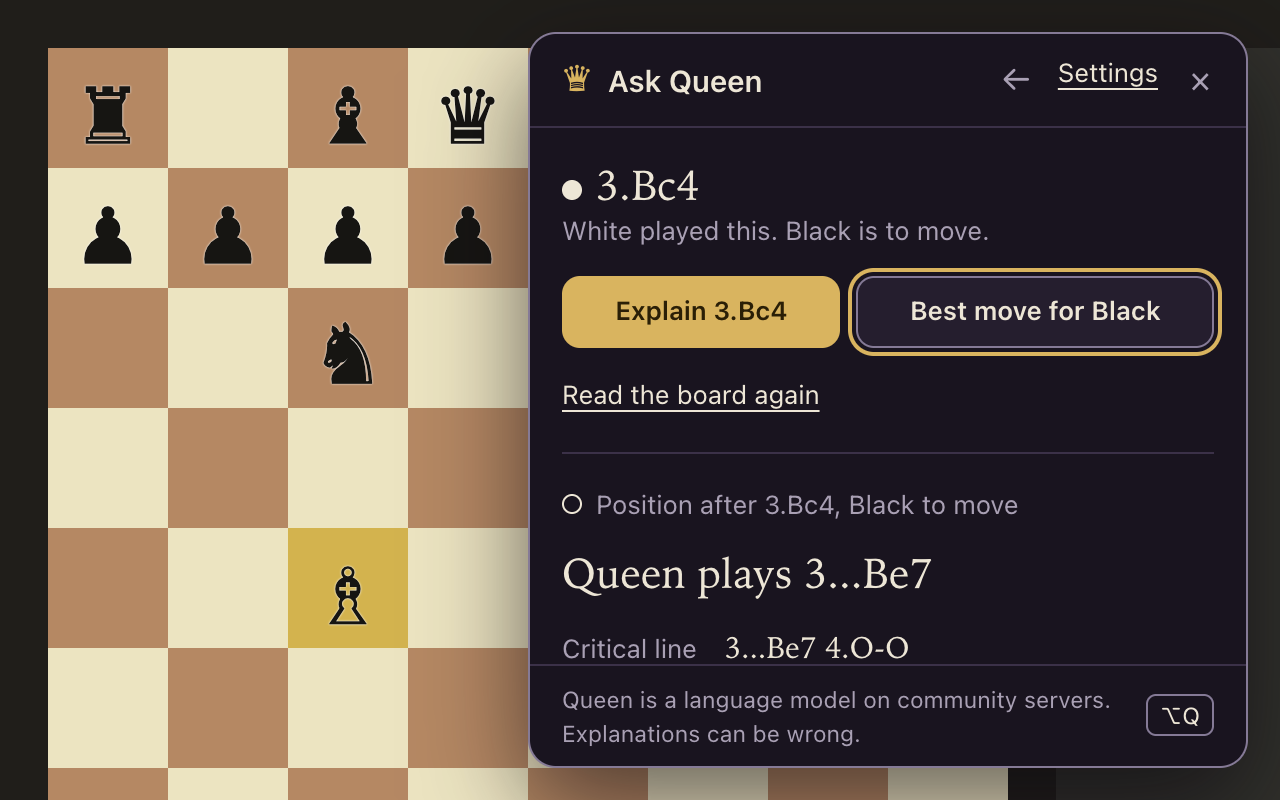 Ask Queen
Settings
3.Bc4
White played this. Black is to move.
Explain 3.Bc4
Best move for Black
Read the board again
Position after 3.Bc4, Black to move
Queen plays 3...Be7
Critical line 3...Be7 4.O-O
Queen is a language model on community servers.
Explanations can be wrong.
⌥Q